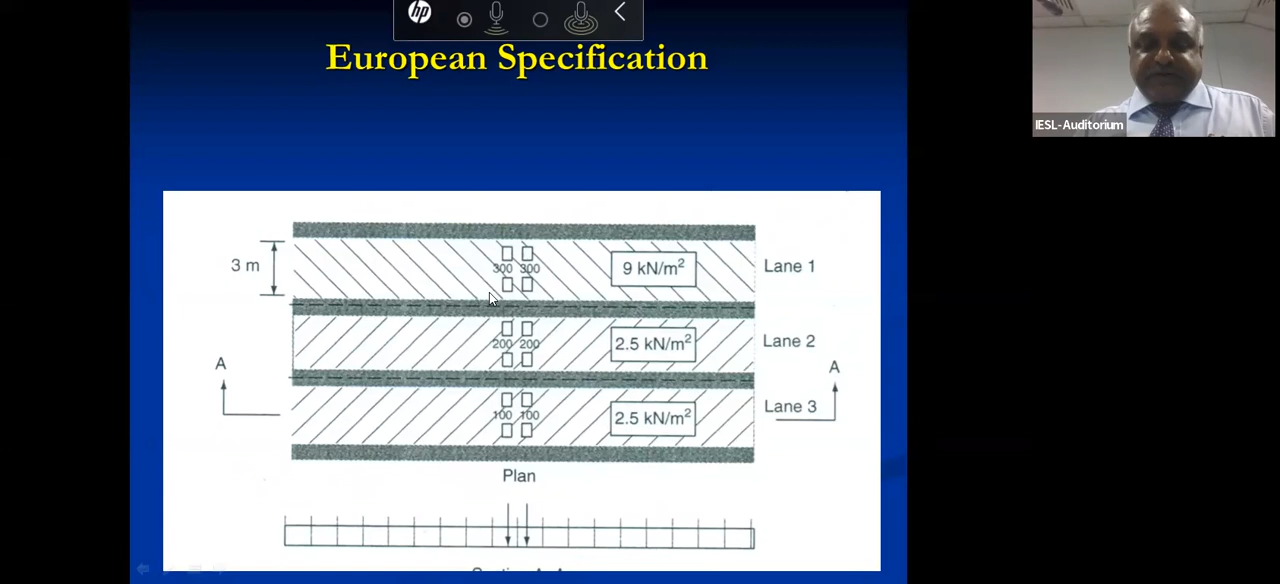 hp
European Specification
IESL-Auditorium
3 m
300 300
9 kN/m²
Lane 1
200 200
2.5 kN/m²
Lane 2
A
A
100 100
2.5 kN/m²
Lane 3
Plan